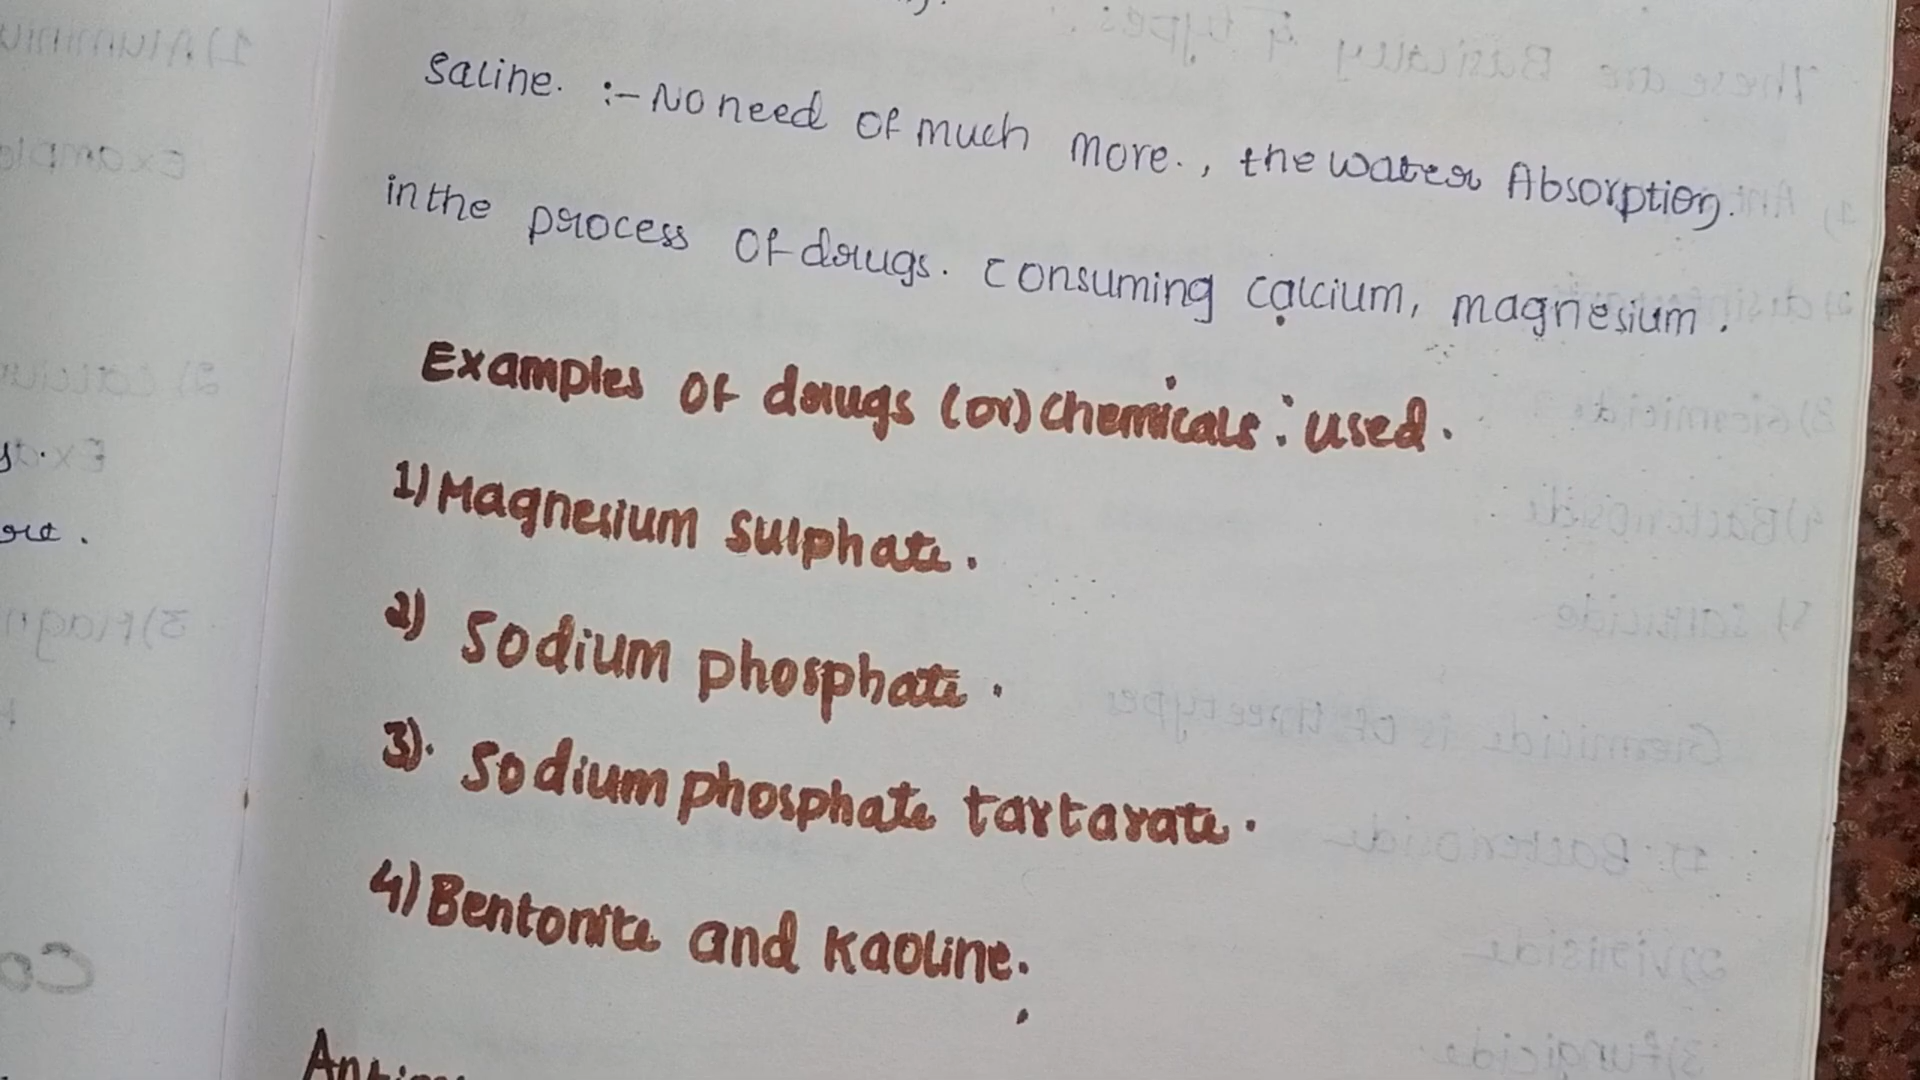 Saline. :- No need of much more., the water Absorption.
in the process of drugs. consuming calcium, magnesium.
Examples of drugs (or) chemicals : used.
1) Magnesium sulphate.
2) Sodium phosphate.
3). Sodium phosphate tartarate.
4) Bentonite and Kaoline.